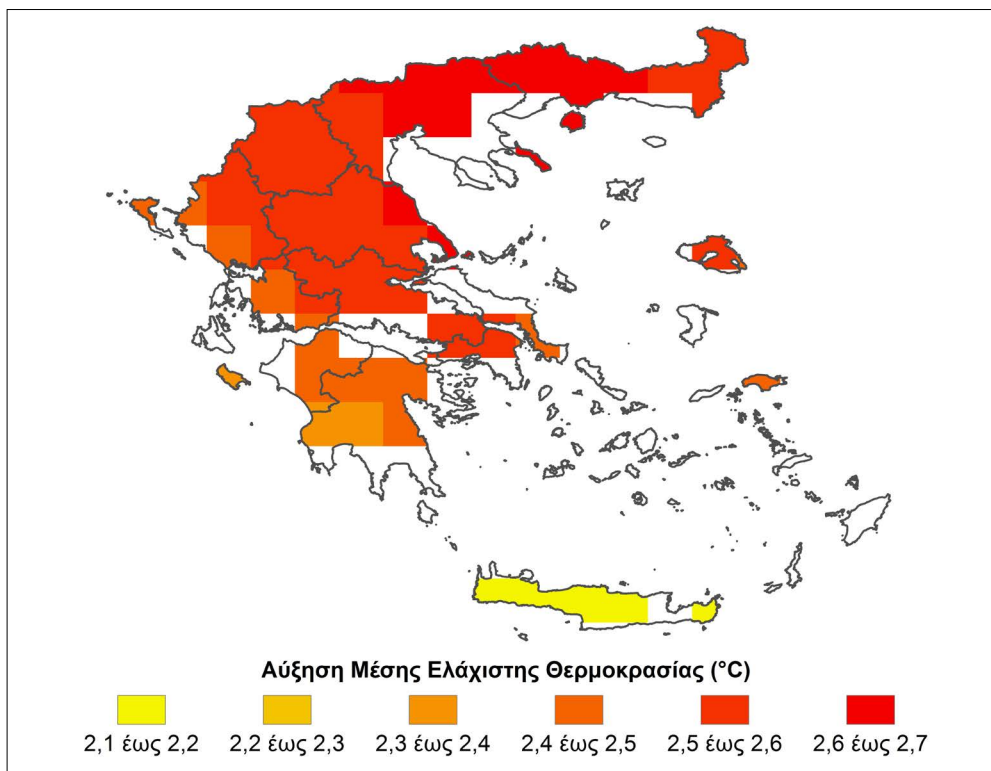 Αύξηση Μέσης Ελάχιστης Θερμοκρασίας (°C)
2,1 έως 2,2 2,2 έως 2,3 2,3 έως 2,4 2,4 έως 2,5 2,5 έως 2,6 2,6 έως 2,7